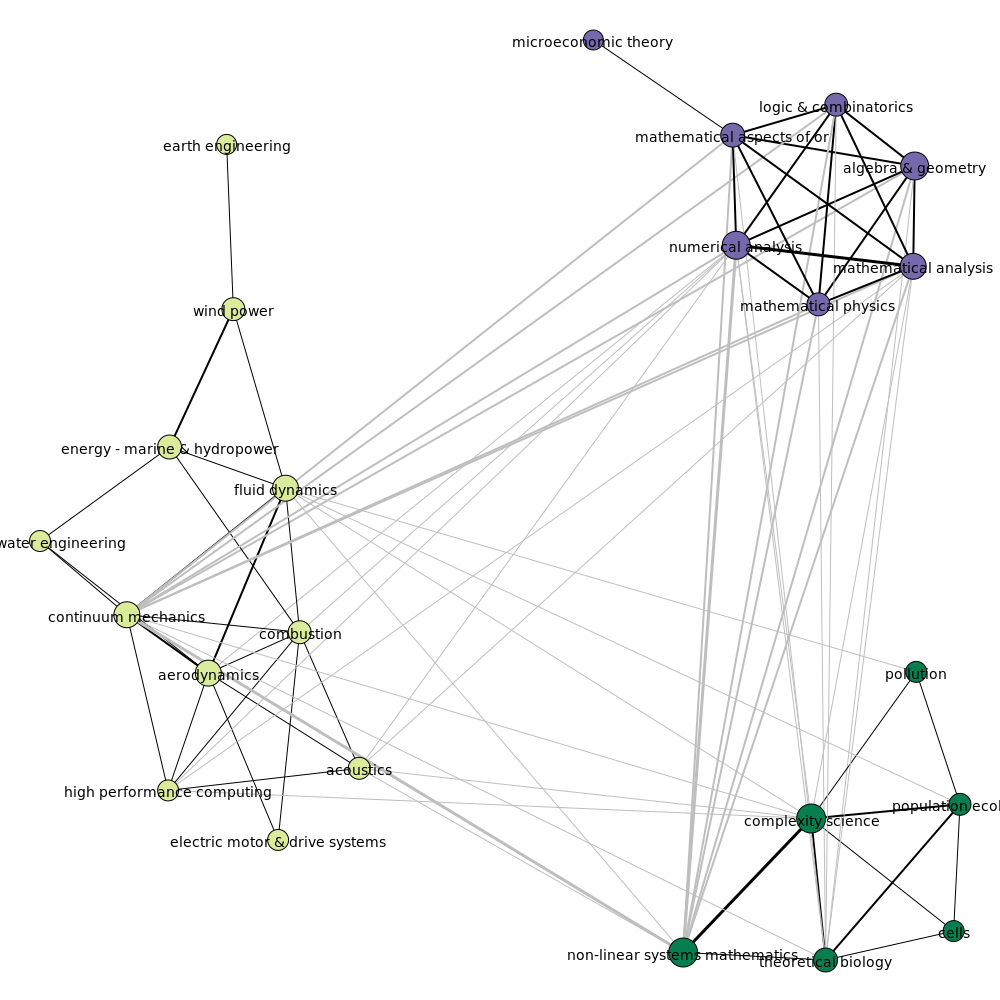 microeconomic theory
logic & combinatorics
mathematical aspects of or
earth engineering
algebra & geometry
numerical analysis
mathematical analysis
mathematical physics
wind power
energy - marine & hydropower
fluid dynamics
water engineering
continuum mechanics
combustion
aerodynamics
pollution
acoustics
high performance computing
population ecol
complexity science
electric motor & drive systems
cells
non-linear systems mathematics
theoretical biology